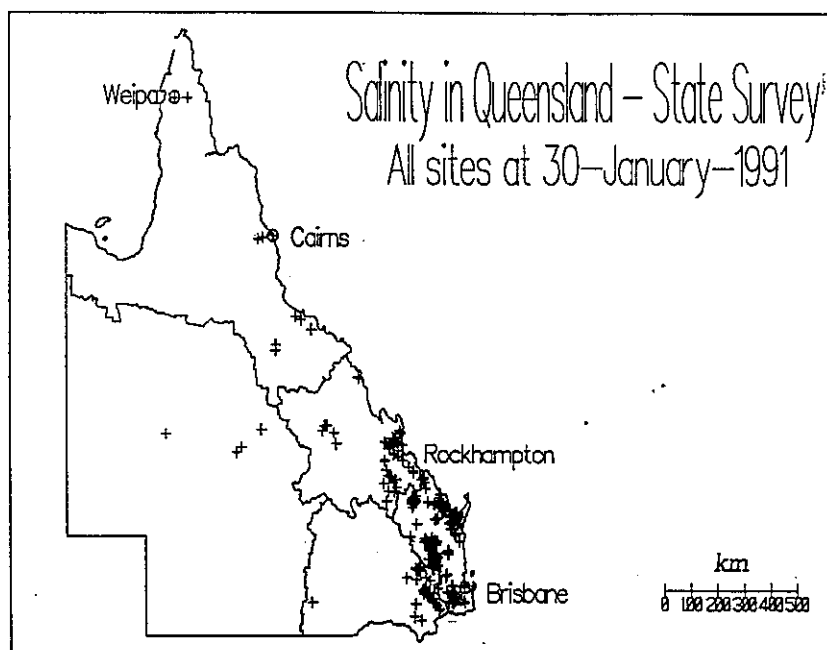 Salinity in Queensland - State Survey
All sites at 30-January-1991
Weipa
Cairns
Rockhampton
Brisbane
km
0 100 200 300 400 500